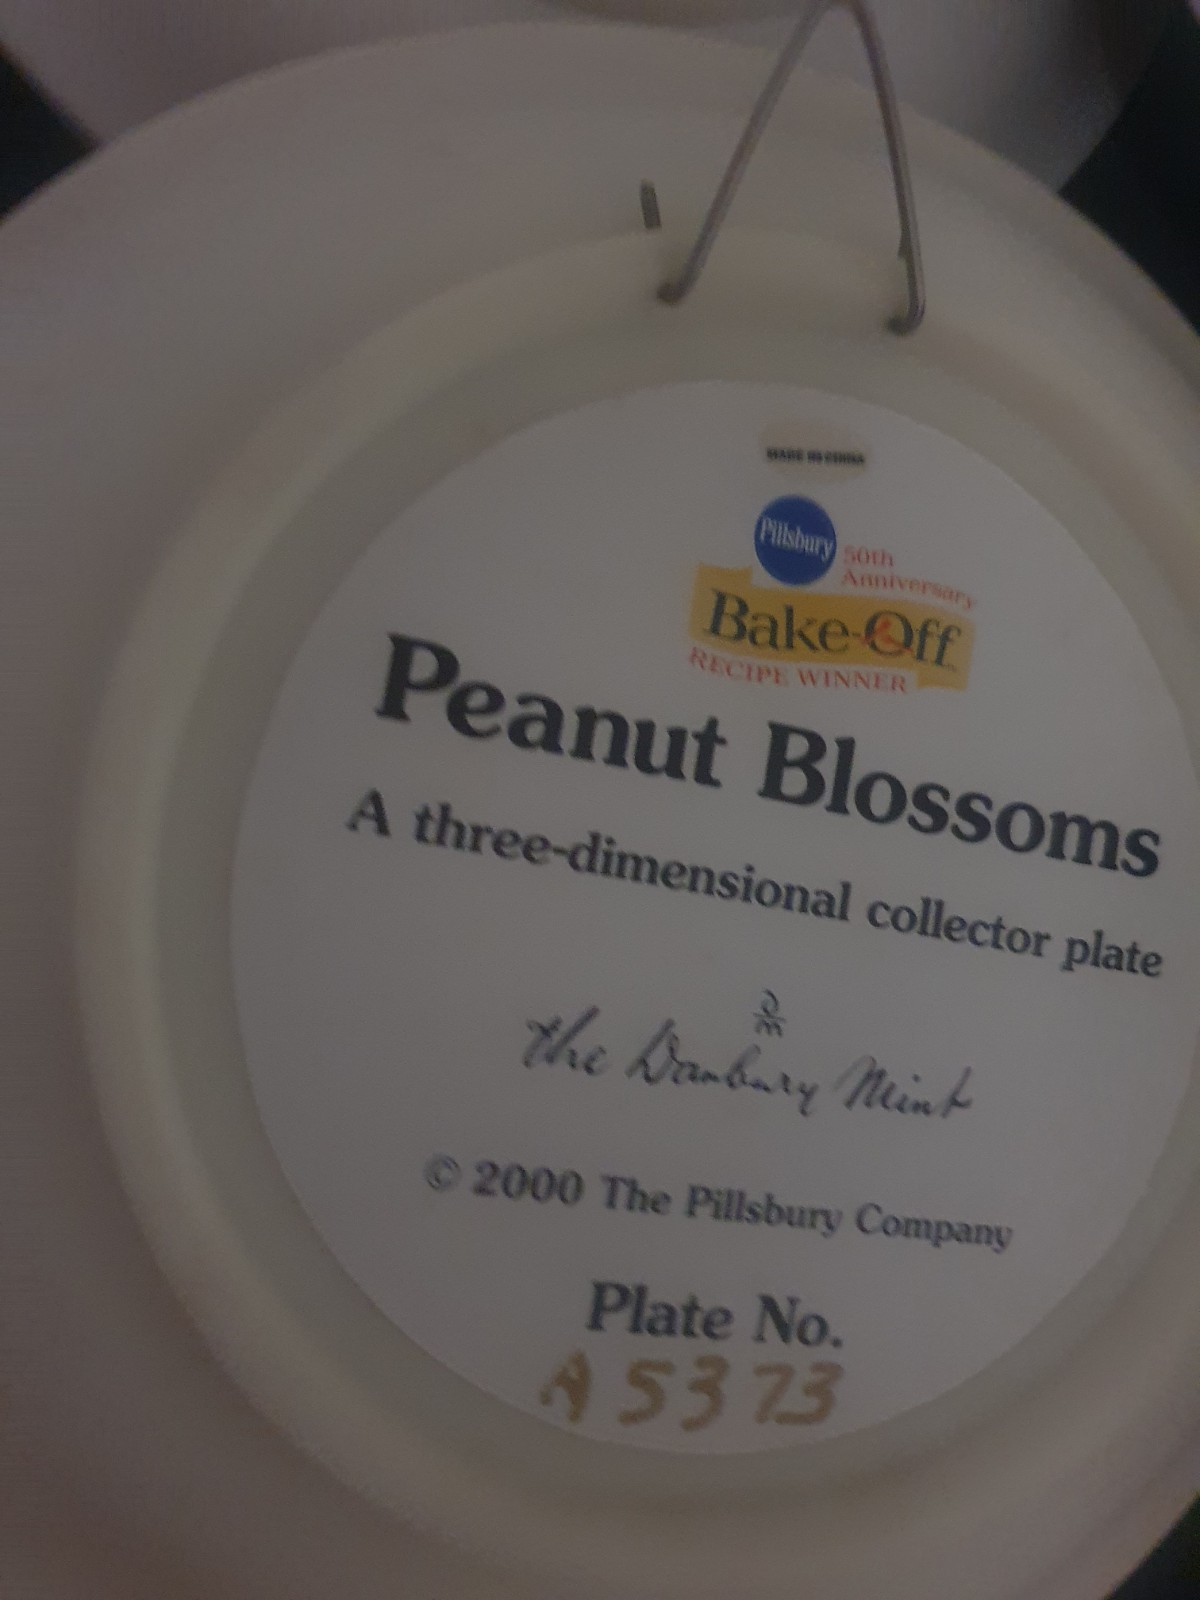 MADE IN CHINA
Pillsbury
50th
Anniversary
Bake-Off
RECIPE WINNER
Peanut Blossoms
A three-dimensional collector plate
DM
the Danbury Mint
© 2000 The Pillsbury Company
Plate No.
A5373